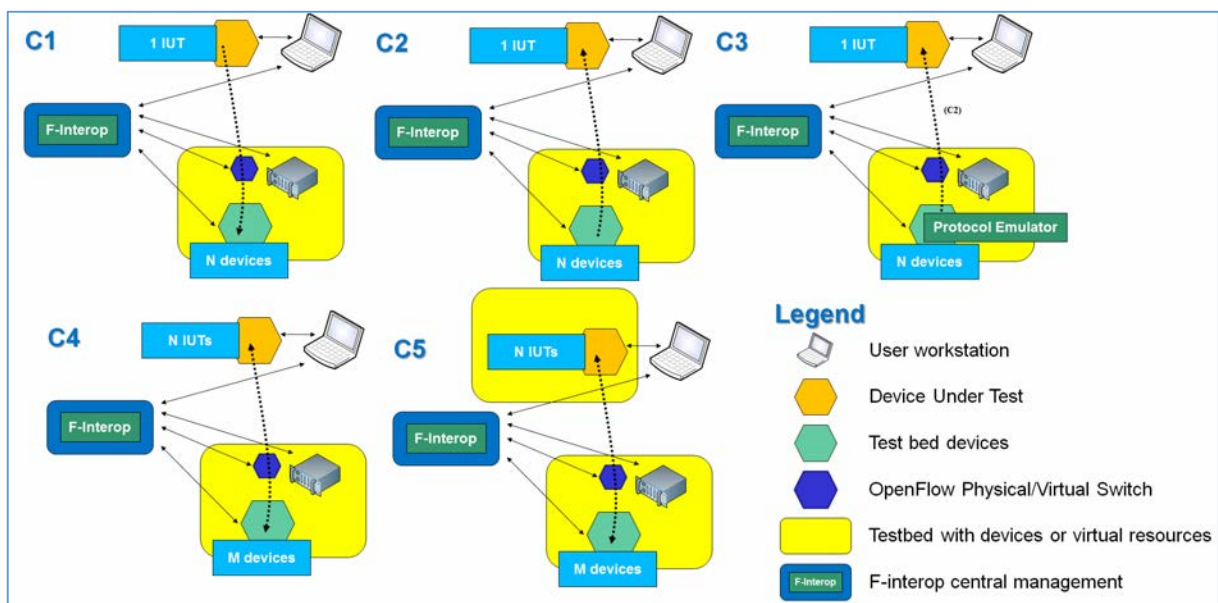 C1
1 IUT
F-Interop
N devices
C2
1 IUT
F-Interop
N devices
C3
1 IUT
(C2)
F-Interop
Protocol Emulator
N devices
C4
N IUTs
F-Interop
M devices
C5
N IUTs
F-Interop
M devices
Legend
User workstation
Device Under Test
Test bed devices
OpenFlow Physical/Virtual Switch
Testbed with devices or virtual resources
F-Interop
F-interop central management